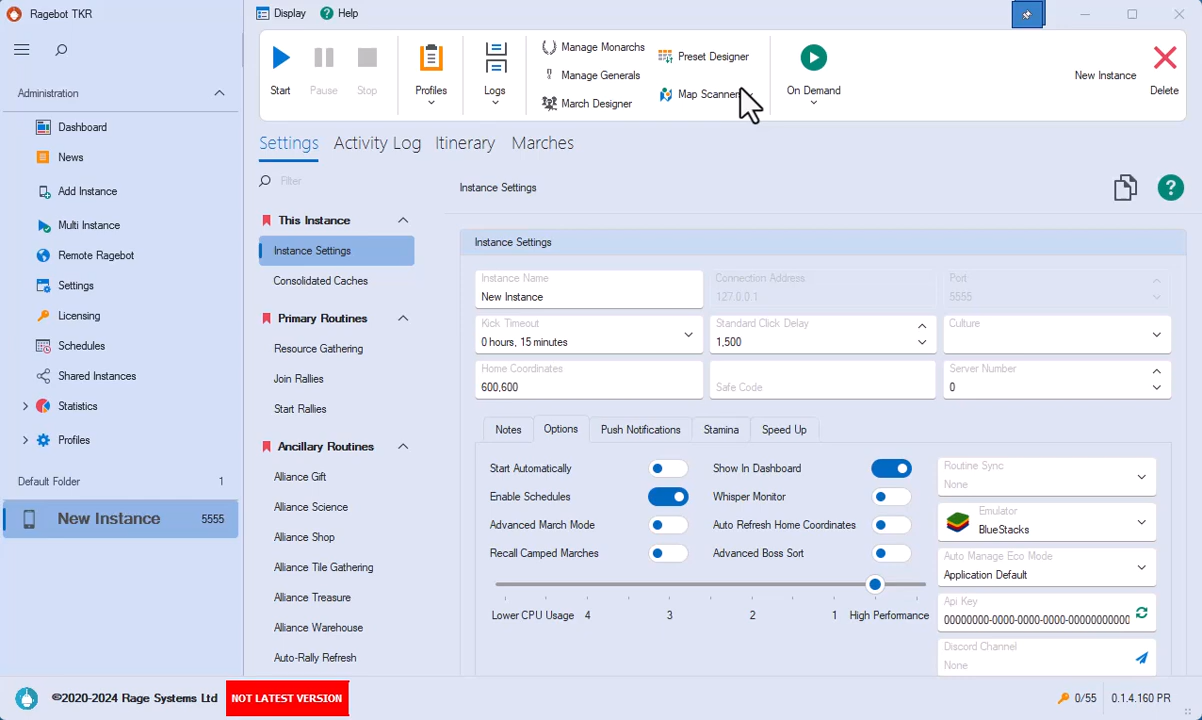 Ragebot TKR
Display
Help
Administration
Dashboard
News
Add Instance
Multi Instance
Remote Ragebot
Settings
Licensing
Schedules
Shared Instances
Statistics
Profiles
Default Folder 1
New Instance 5555
Start
Pause
Stop
Profiles
Logs
Manage Monarchs
Manage Generals
March Designer
Preset Designer
Map Scanner
On Demand
New Instance
Delete
Settings Activity Log Itinerary Marches
Filter
This Instance
Instance Settings
Consolidated Caches
Primary Routines
Resource Gathering
Join Rallies
Start Rallies
Ancillary Routines
Alliance Gift
Alliance Science
Alliance Shop
Alliance Tile Gathering
Alliance Treasure
Alliance Warehouse
Auto-Rally Refresh
Instance Settings
Instance Settings
Instance Name
New Instance
Connection Address
127.0.0.1
Port
5555
Kick Timeout
0 hours, 15 minutes
Standard Click Delay
1,500
Culture
Home Coordinates
600,600
Safe Code
Server Number
0
Notes Options Push Notifications Stamina Speed Up
Start Automatically
Show In Dashboard
Enable Schedules
Whisper Monitor
Advanced March Mode
Auto Refresh Home Coordinates
Recall Camped Marches
Advanced Boss Sort
Lower CPU Usage 4 3 2 1 High Performance
Routine Sync
None
Emulator
BlueStacks
Auto Manage Eco Mode
Application Default
Api Key
00000000-0000-0000-0000-00000000000
Discord Channel
None
©2020-2024 Rage Systems Ltd
NOT LATEST VERSION
0/55
0.1.4.160 PR